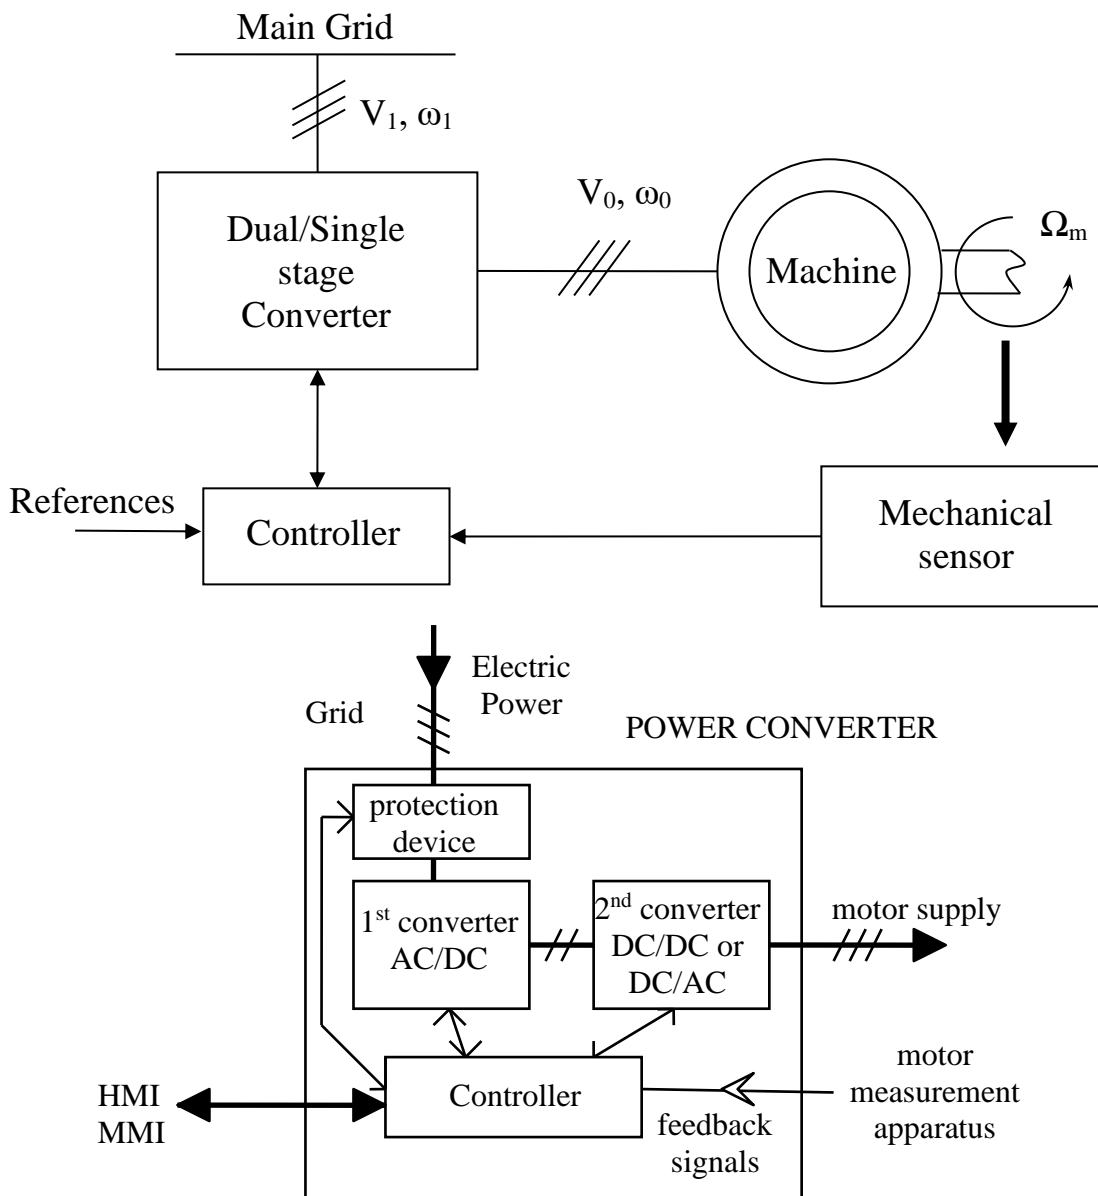 Main Grid
V₁, ω₁
Dual/Single
stage
Converter
V₀, ω₀
Machine
Ωₘ
References
Controller
Mechanical
sensor
Electric
Power
Grid
POWER CONVERTER
protection
device
1ˢᵗ converter
AC/DC
2ⁿᵈ converter
DC/DC or
DC/AC
motor supply
Controller
HMI
MMI
feedback
signals
motor
measurement
apparatus